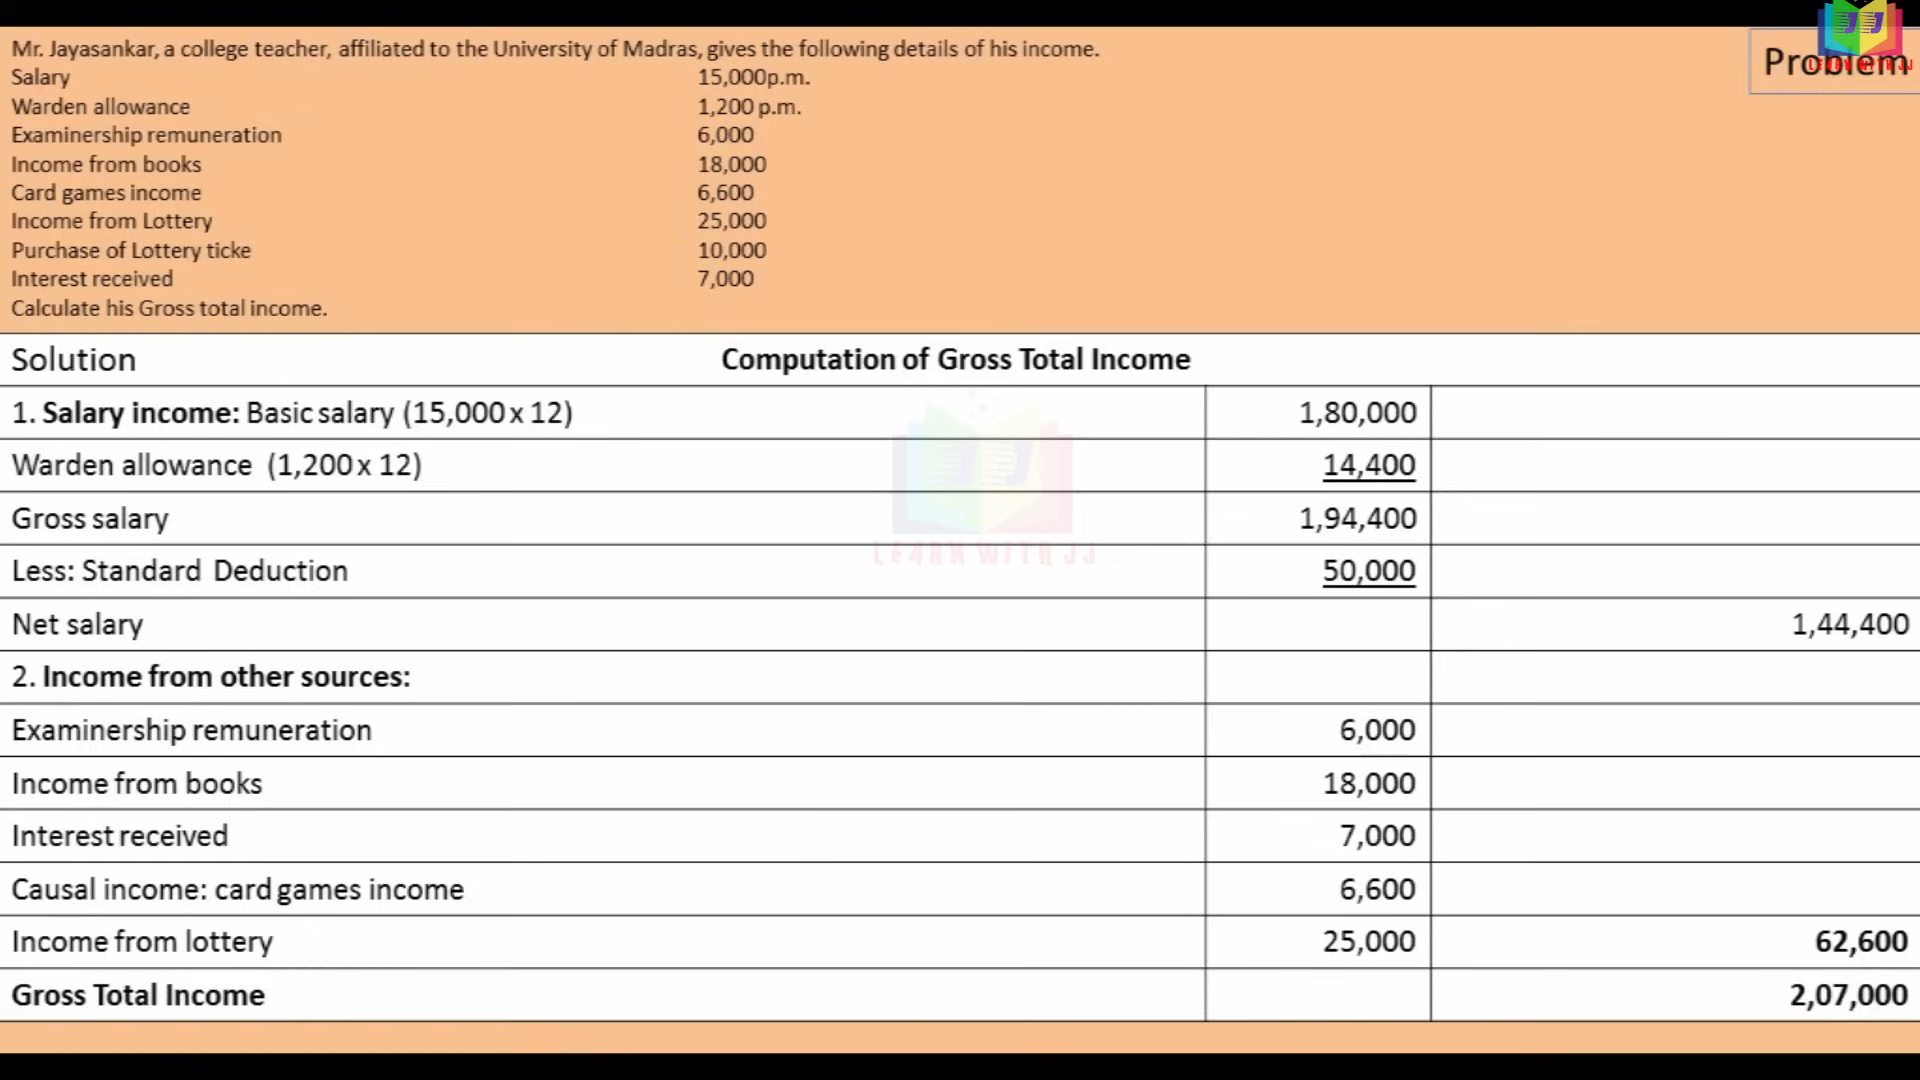 Mr. Jayasankar, a college teacher, affiliated to the University of Madras, gives the following details of his income.
Salary 15,000p.m.
Warden allowance 1,200 p.m.
Examinership remuneration 6,000
Income from books 18,000
Card games income 6,600
Income from Lottery 25,000
Purchase of Lottery ticke 10,000
Interest received 7,000
Calculate his Gross total income.
Problem
LEARN WITH JJ
Solution Computation of Gross Total Income
1. Salary income: Basic salary (15,000 x 12) 1,80,000
Warden allowance (1,200 x 12) 14,400
Gross salary 1,94,400
Less: Standard Deduction 50,000
Net salary 1,44,400
2. Income from other sources:
Examinership remuneration 6,000
Income from books 18,000
Interest received 7,000
Causal income: card games income 6,600
Income from lottery 25,000 62,600
Gross Total Income 2,07,000
JJ
LEARN WITH JJ